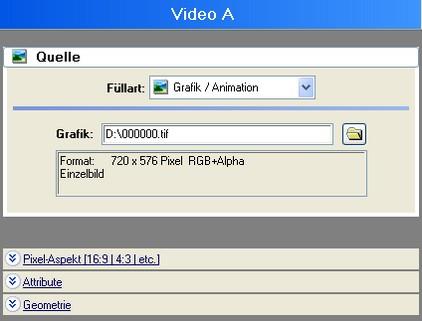 Video A
Quelle
Füllart: Grafik / Animation
Grafik: D:\000000.tif
Format: 720 x 576 Pixel RGB+Alpha
Einzelbild
Pixel-Aspekt [16:9 | 4:3 | etc.]
Attribute
Geometrie